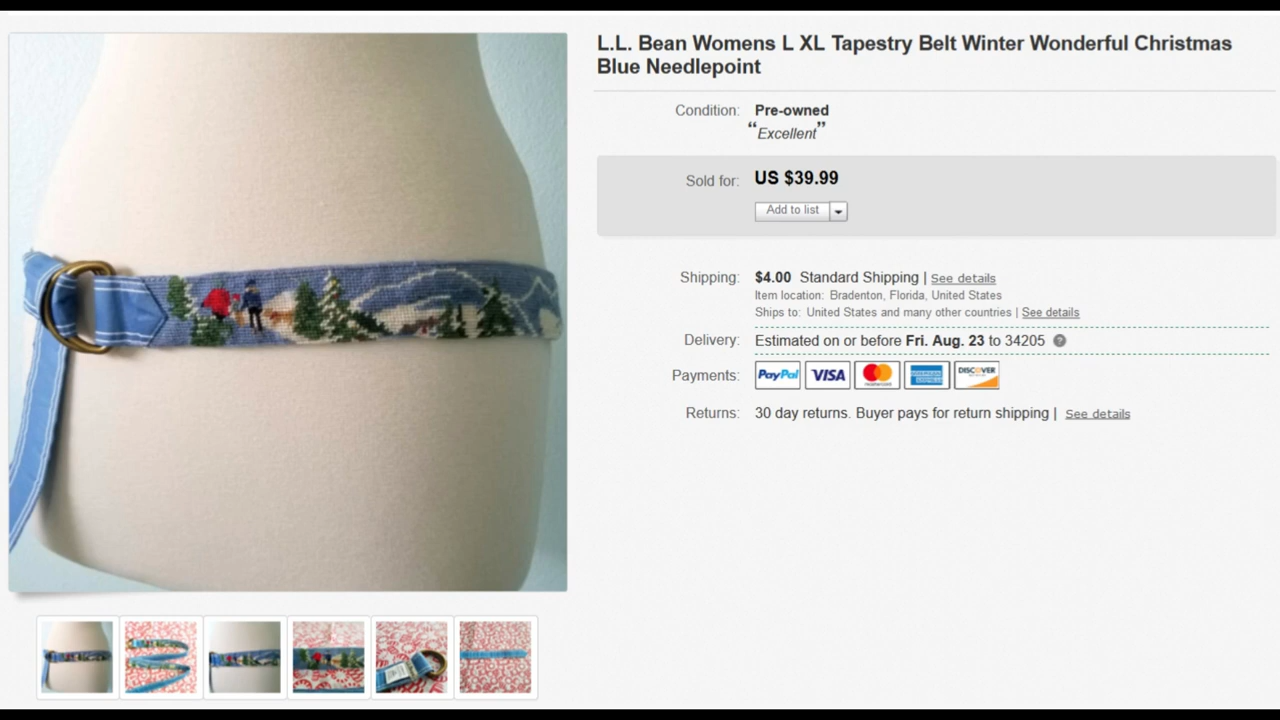 L.L. Bean Womens L XL Tapestry Belt Winter Wonderful Christmas
Blue Needlepoint
Condition: Pre-owned
“Excellent”
Sold for: US $39.99
Add to list
Shipping: $4.00 Standard Shipping | See details
Item location: Bradenton, Florida, United States
Ships to: United States and many other countries | See details
Delivery: Estimated on or before Fri. Aug. 23 to 34205 ?
Payments: PayPal VISA DISCOVER
Returns: 30 day returns. Buyer pays for return shipping | See details